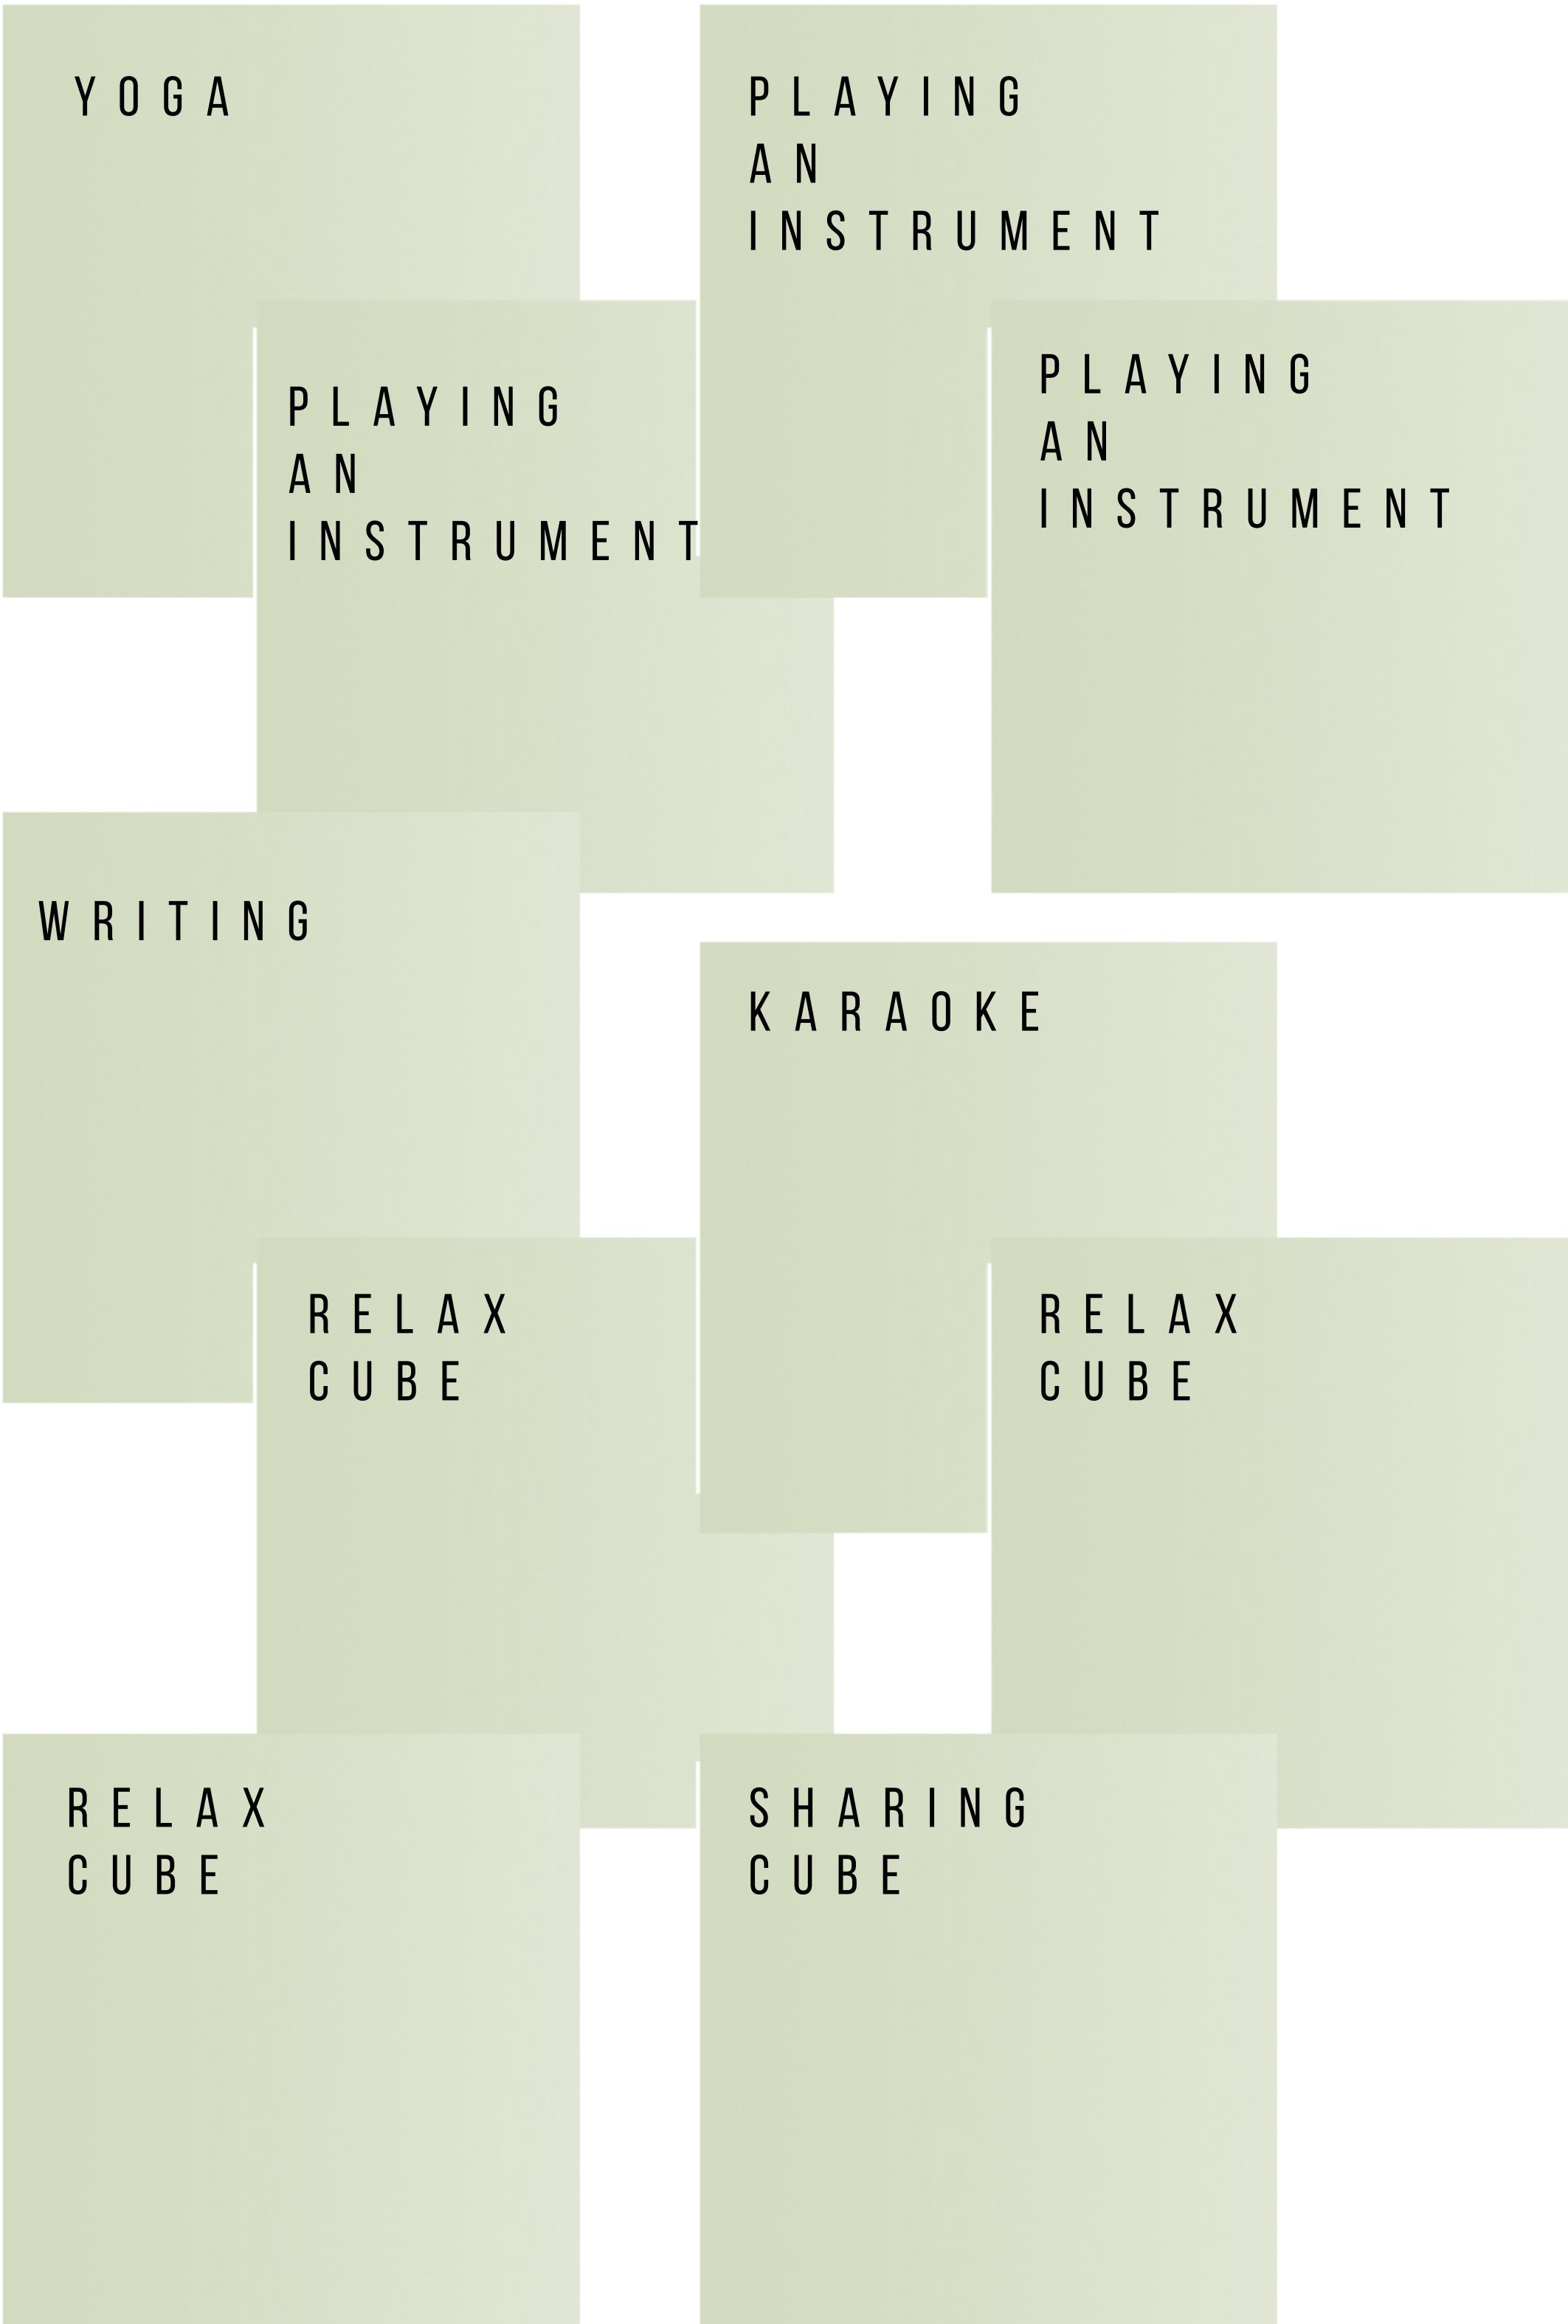 YOGA
PLAYING
AN
INSTRUMENT
PLAYING
AN
INSTRUMENT
PLAYING
AN
INSTRUMENT
WRITING
KARAOKE
RELAX
CUBE
RELAX
CUBE
RELAX
CUBE
SHARING
CUBE